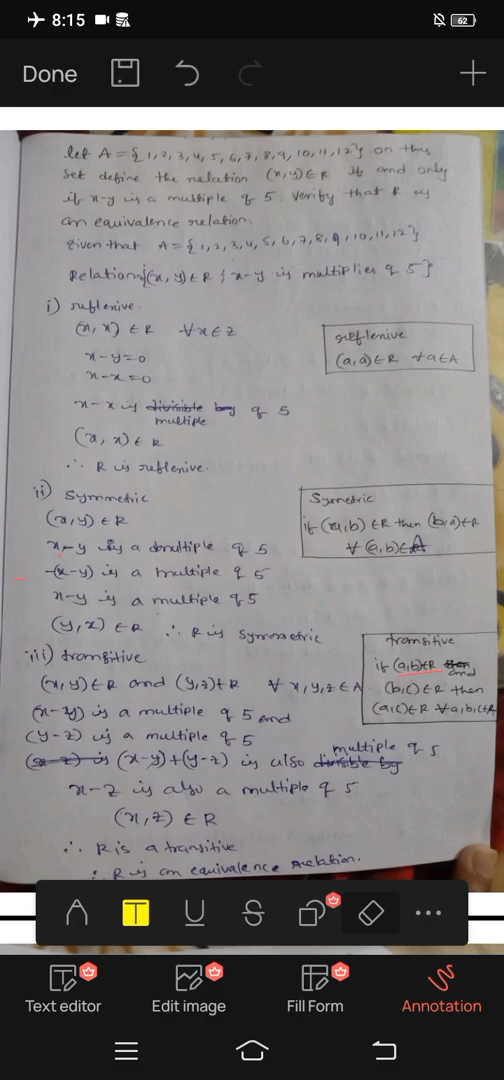 8:15
62
Done
let A = {1,2,3,4,5,6,7,8,9,10,11,12} on this
set define the relation (x,y)∈R if and only
if x-y is a multiple of 5. verify that R is
an equivalence relation.
given that A = {1,2,3,4,5,6,7,8,9,10,11,12}
Relation {(x,y)∈R ; x-y is multiplies of 5}
i) reflenive.
(x,x) ∈ R ∀x∈z
x-y=0
x-x=0
x-x is divisible by of 5
multiple
(x,x)∈R
∴ R is reflenive.
reflenive
(a,a)∈R ∀a∈A
ii) Symmetric
(x,y)∈R
x-y is a multiple of 5
-(x-y) is a multiple of 5
x-y is a multiple of 5
(y,x)∈R ∴ R is symmetric
Symetric
if (a,b)∈R then (b,a)∈R
∀(a,b)∈A
iii) transitive
(x,y)∈R and (y,z)∈R ∀ x,y,z∈A
(x-y) is a multiple of 5 and
(y-z) is a multiple of 5
(x-y)+(y-z) is also divisible by
multiple of 5
x-z is also a multiple of 5
(x,z) ∈R
∴ R is a transitive
∴ R is an equivalence relation.
transitive
if (a,b)∈R then and
(b,c)∈R then
(a,c)∈R ∀a,b,c∈A
T
U
S
Text editor
Edit image
Fill Form
Annotation